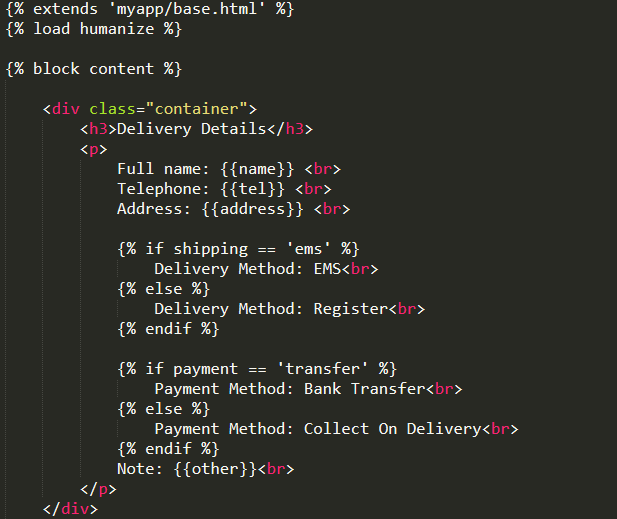 {% extends 'myapp/base.html' %}
{% load humanize %}
{% block content %}
<div class="container">
<h3>Delivery Details</h3>
<p>
Full name: {{name}} <br>
Telephone: {{tel}} <br>
Address: {{address}} <br>
{% if shipping == 'ems' %}
Delivery Method: EMS<br>
{% else %}
Delivery Method: Register<br>
{% endif %}
{% if payment == 'transfer' %}
Payment Method: Bank Transfer<br>
{% else %}
Payment Method: Collect On Delivery<br>
{% endif %}
Note: {{other}}<br>
</p>
</div>